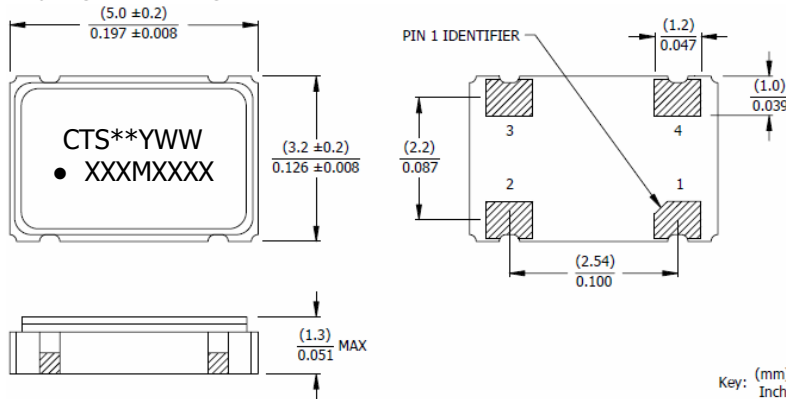 (5.0 ±0.2)
0.197 ±0.008
CTS**YWW
● XXXMXXXX
(3.2 ±0.2)
0.126 ±0.008
(1.3)
0.051 MAX
PIN 1 IDENTIFIER
(1.2)
0.047
(1.0)
0.039
3
4
(2.2)
0.087
2
1
(2.54)
0.100
Key: (mm)
Inch